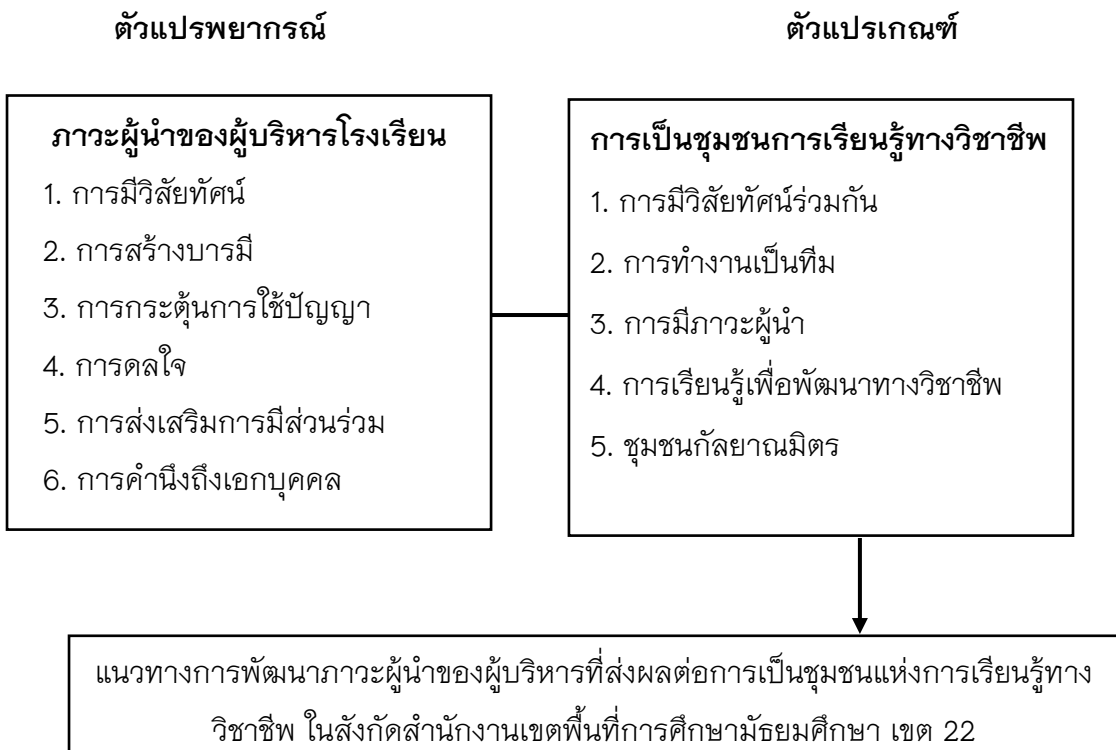 ตัวแปรพยากรณ์
ตัวแปรเกณฑ์
ภาวะผู้นำของผู้บริหารโรงเรียน
1. การมีวิสัยทัศน์
2. การสร้างบารมี
3. การกระตุ้นการใช้ปัญญา
4. การดลใจ
5. การส่งเสริมการมีส่วนร่วม
6. การคำนึงถึงเอกบุคคล
การเป็นชุมชนการเรียนรู้ทางวิชาชีพ
1. การมีวิสัยทัศน์ร่วมกัน
2. การทำงานเป็นทีม
3. การมีภาวะผู้นำ
4. การเรียนรู้เพื่อพัฒนาทางวิชาชีพ
5. ชุมชนกัลยาณมิตร
แนวทางการพัฒนาภาวะผู้นำของผู้บริหารที่ส่งผลต่อการเป็นชุมชนแห่งการเรียนรู้ทาง
วิชาชีพ ในสังกัดสำนักงานเขตพื้นที่การศึกษามัธยมศึกษา เขต 22